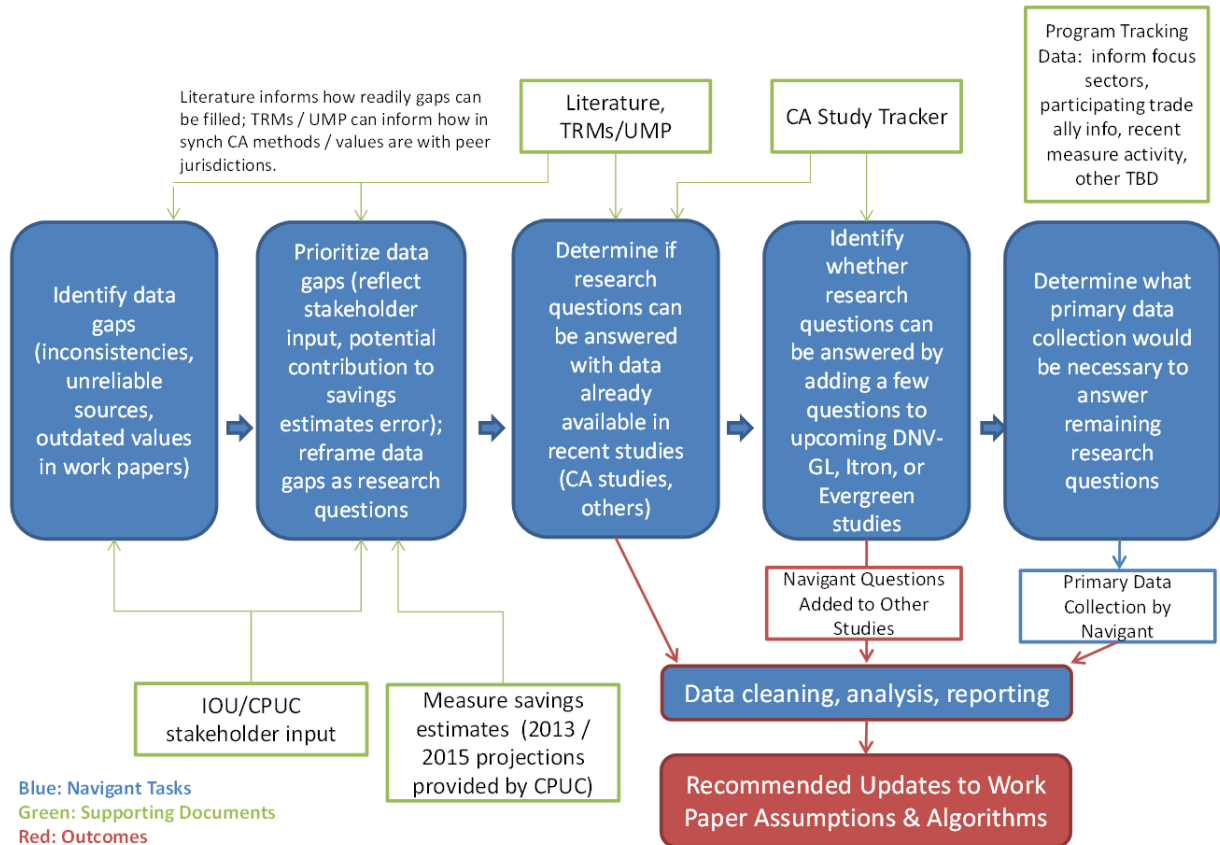 Literature informs how readily gaps can
be filled; TRMs / UMP can inform how in
synch CA methods / values are with peer
jurisdictions.
Literature,
TRMs/UMP
CA Study Tracker
Program Tracking
Data:  inform focus
sectors,
participating trade
ally info, recent
measure activity,
other TBD
Identify data
gaps
(inconsistencies,
unreliable
sources,
outdated values
in work papers)
Prioritize data
gaps (reflect
stakeholder
input, potential
contribution to
savings
estimates error);
reframe data
gaps as research
questions
Determine if
research
questions can
be answered
with data
already
available in
recent studies
(CA studies,
others)
Identify
whether
research
questions can
be answered by
adding a few
questions to
upcoming DNV-
GL, Itron, or
Evergreen
studies
Determine what
primary data
collection would
be necessary to
answer
remaining
research
questions
Navigant Questions
Added to Other
Studies
Primary Data
Collection by
Navigant
IOU/CPUC
stakeholder input
Measure savings
estimates  (2013 /
2015 projections
provided by CPUC)
Data cleaning, analysis, reporting
Recommended Updates to Work
Paper Assumptions & Algorithms
Blue: Navigant Tasks
Green: Supporting Documents
Red: Outcomes